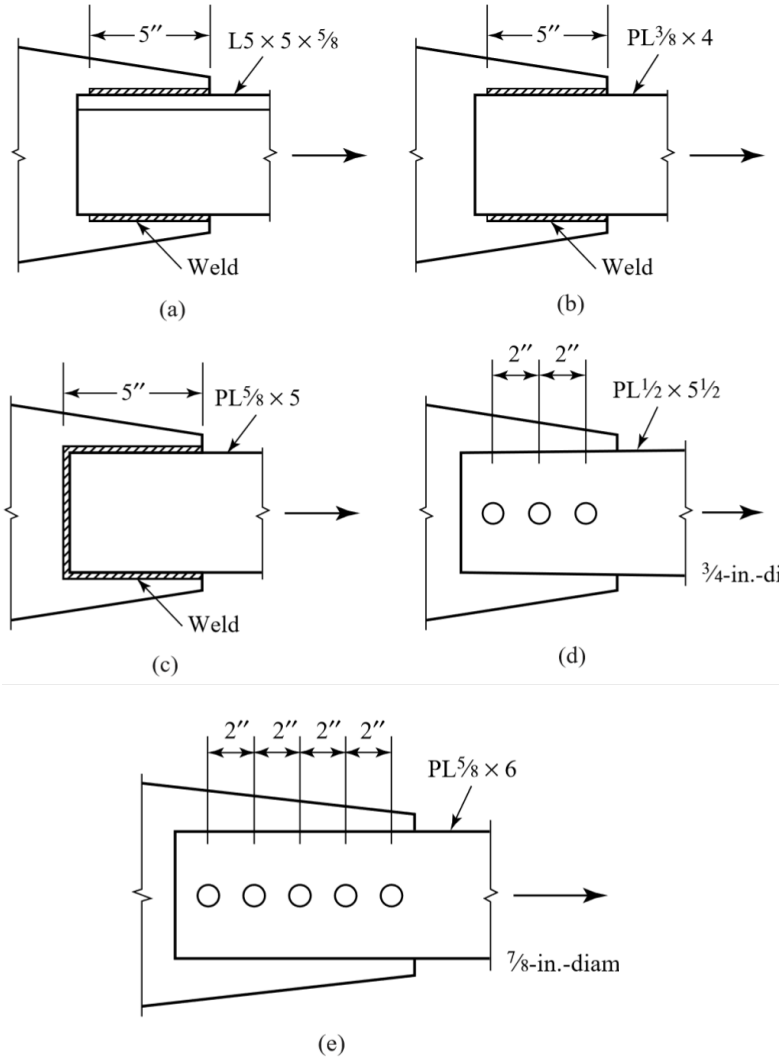 5″
L5 × 5 × ⅝
Weld
(a)
5″
PL⅜ × 4
Weld
(b)
5″
PL⅝ × 5
Weld
(c)
2″ 2″
PL½ × 5½
¾-in.-di
(d)
2″ 2″ 2″ 2″
PL⅝ × 6
⅞-in.-diam
(e)